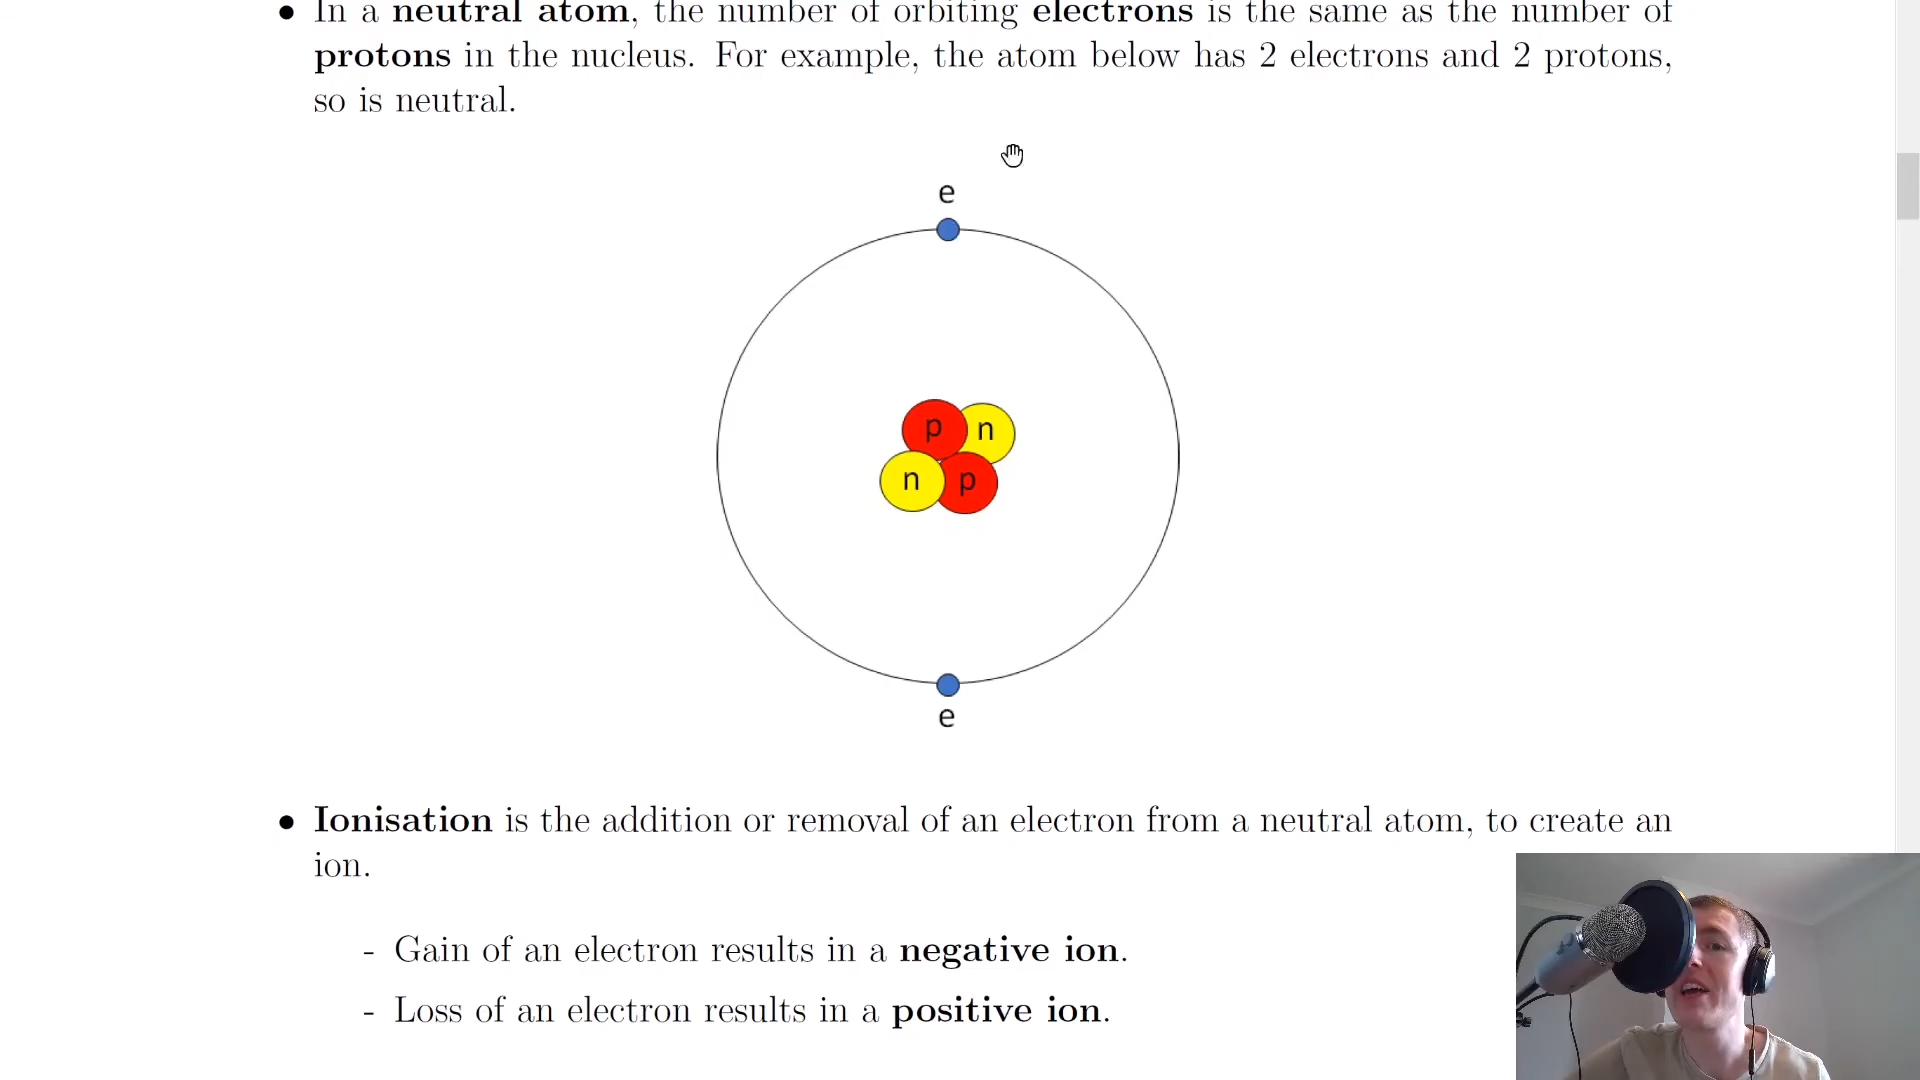 • In a neutral atom, the number of orbiting electrons is the same as the number of
protons in the nucleus. For example, the atom below has 2 electrons and 2 protons,
so is neutral.
e
p n
n p
e
• Ionisation is the addition or removal of an electron from a neutral atom, to create an
ion.
- Gain of an electron results in a negative ion.
- Loss of an electron results in a positive ion.